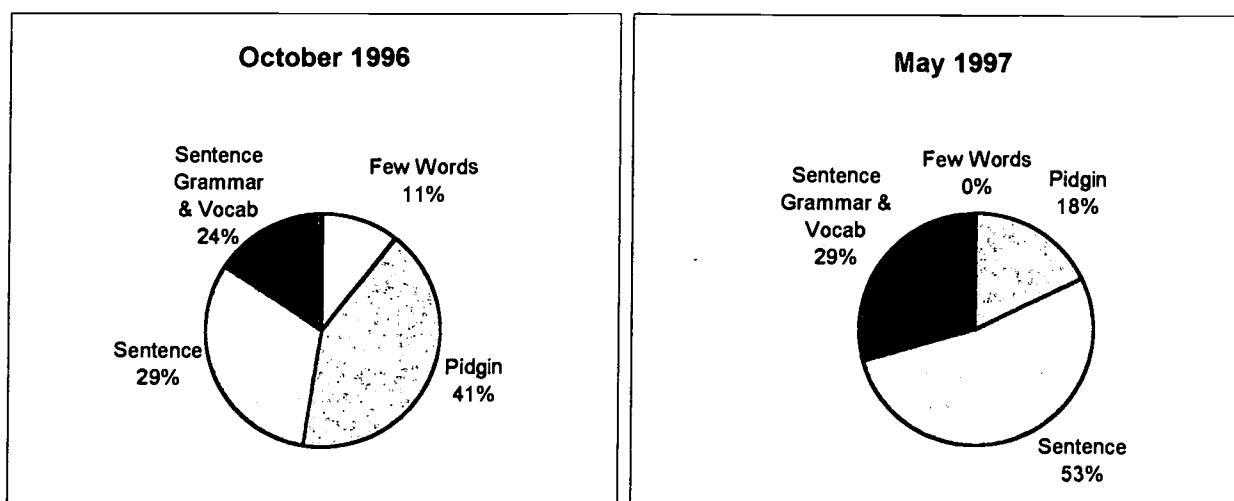 October 1996
Sentence
Grammar
& Vocab
24%
Few Words
11%
Sentence
29%
Pidgin
41%
May 1997
Sentence
Grammar &
Vocab
29%
Few Words
0%
Pidgin
18%
Sentence
53%